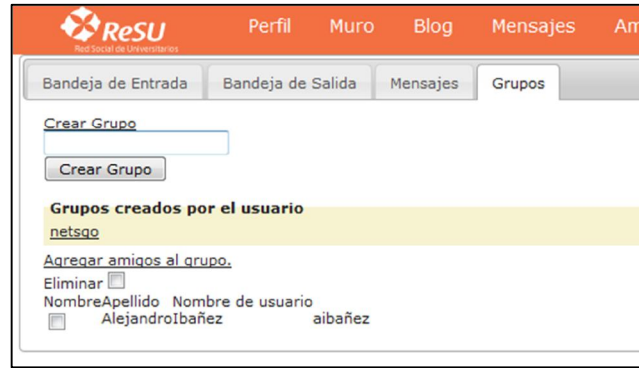 ReSU Perfil Muro Blog Mensajes Am
Red Social de Universitarios
Bandeja de Entrada Bandeja de Salida Mensajes Grupos
Crear Grupo
Crear Grupo
Grupos creados por el usuario
netsgo
Agregar amigos al grupo.
Eliminar
NombreApellido Nombre de usuario
AlejandroIbañez aibañez